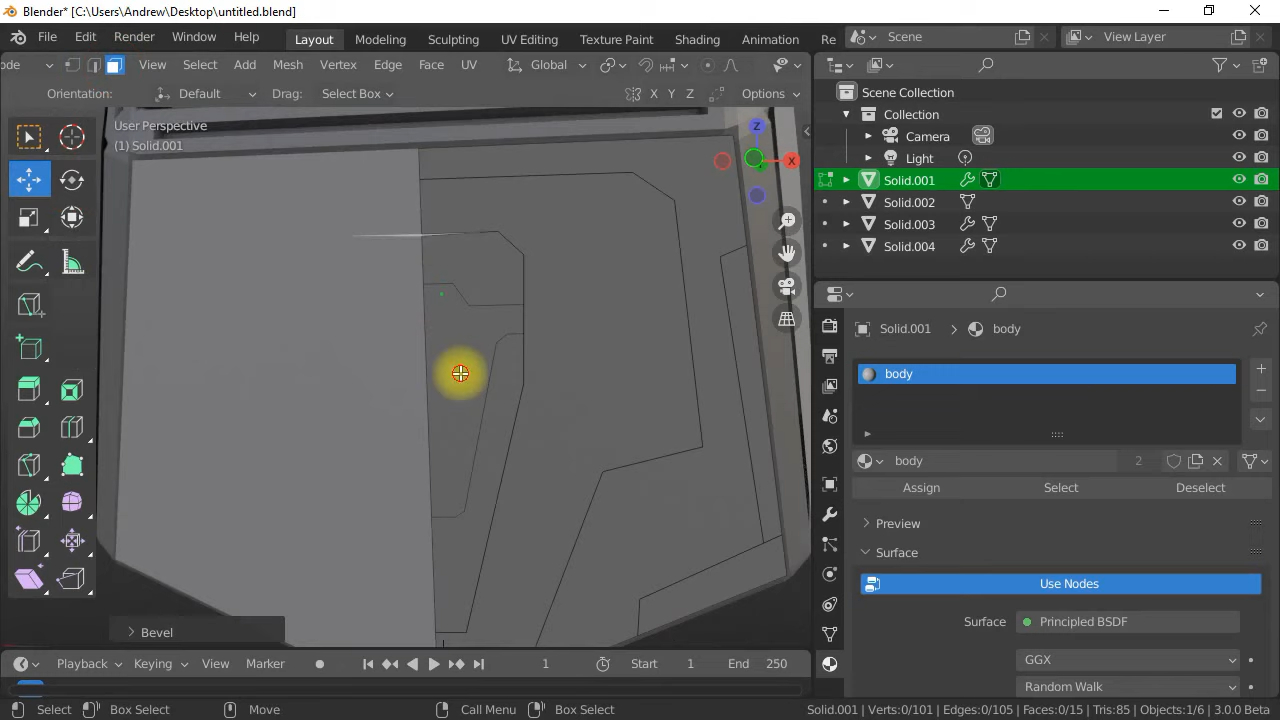 Blender* [C:\Users\Andrew\Desktop\untitled.blend]
File Edit Render Window Help Layout Modeling Sculpting UV Editing Texture Paint Shading Animation Re Scene View Layer
ode View Select Add Mesh Vertex Edge Face UV Global
Orientation: Default Drag: Select Box X Y Z Options
User Perspective
(1) Solid.001
Z
X
Scene Collection
Collection
Camera
Light
Solid.001
Solid.002
Solid.003
Solid.004
Solid.001 body
body
body 2
Assign Select Deselect
Preview
Surface
Use Nodes
Surface Principled BSDF
GGX
Random Walk
Bevel
Playback Keying View Marker 1 Start 1 End 250
Select Box Select Move Call Menu Box Select Solid.001 | Verts:0/101 | Edges:0/105 | Faces:0/15 | Tris:85 | Objects:1/6 | 3.0.0 Beta